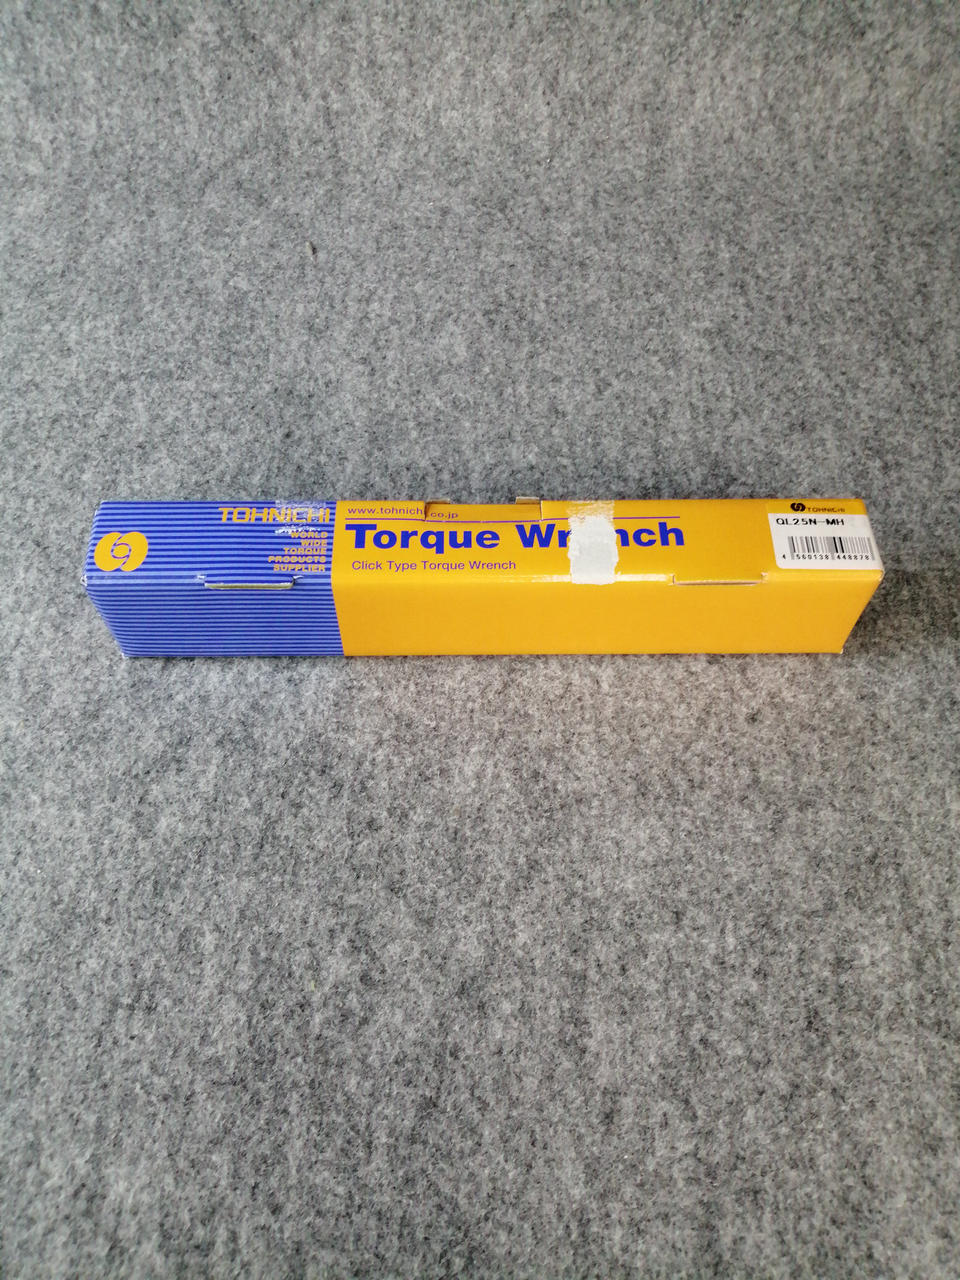 TOHNICHI
WORLD
WIDE
TORQUE
PRODUCTS
SUPPLIER
www.tohnichi.co.jp
Torque Wrench
Click Type Torque Wrench
TOHNICHI
QL25N-MH
4 560138 448878